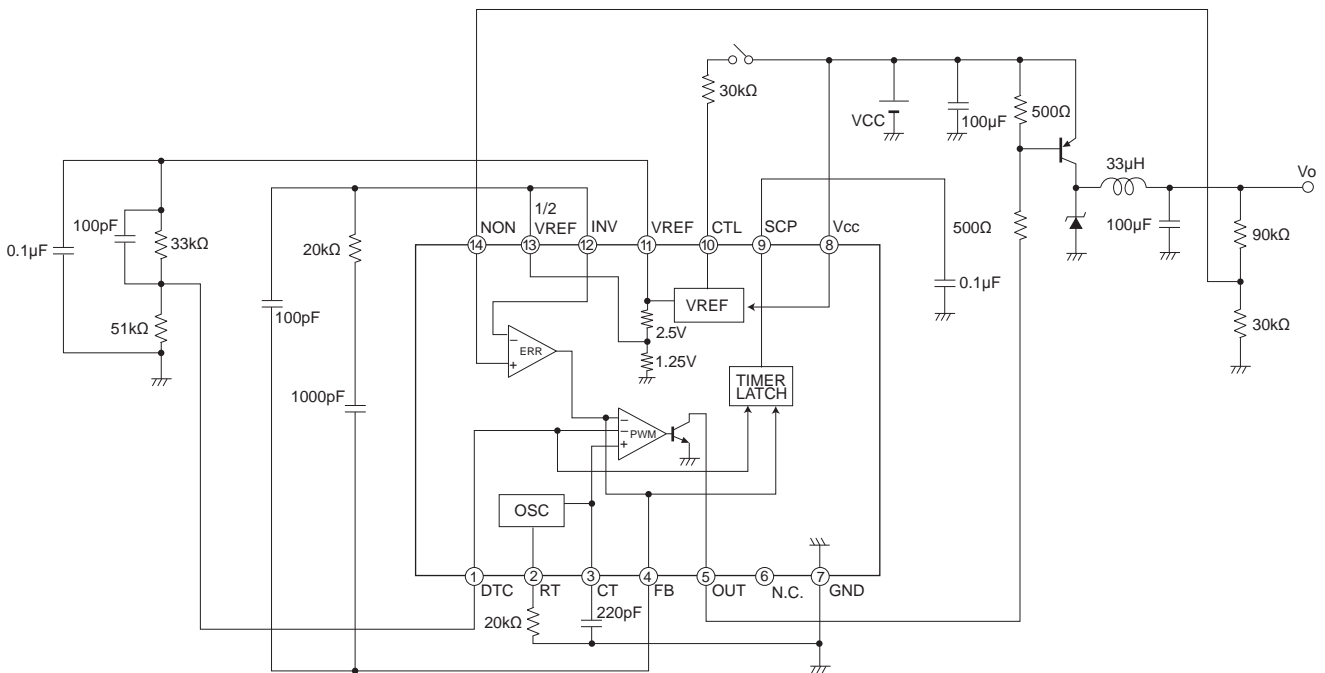 30kΩ
VCC
100µF
500Ω
33µH
Vo
100pF
33kΩ
0.1µF
51kΩ
20kΩ
100pF
1000pF
1/2
NON VREF INV VREF CTL SCP Vcc
14 13 12 11 10 9 8
500Ω
100µF
90kΩ
0.1µF
30kΩ
VREF
2.5V
1.25V
−
ERR
+
TIMER
LATCH
−
−
PWM
+
OSC
1 2 3 4 5 6 7
DTC RT CT FB OUT N.C. GND
20kΩ
220pF